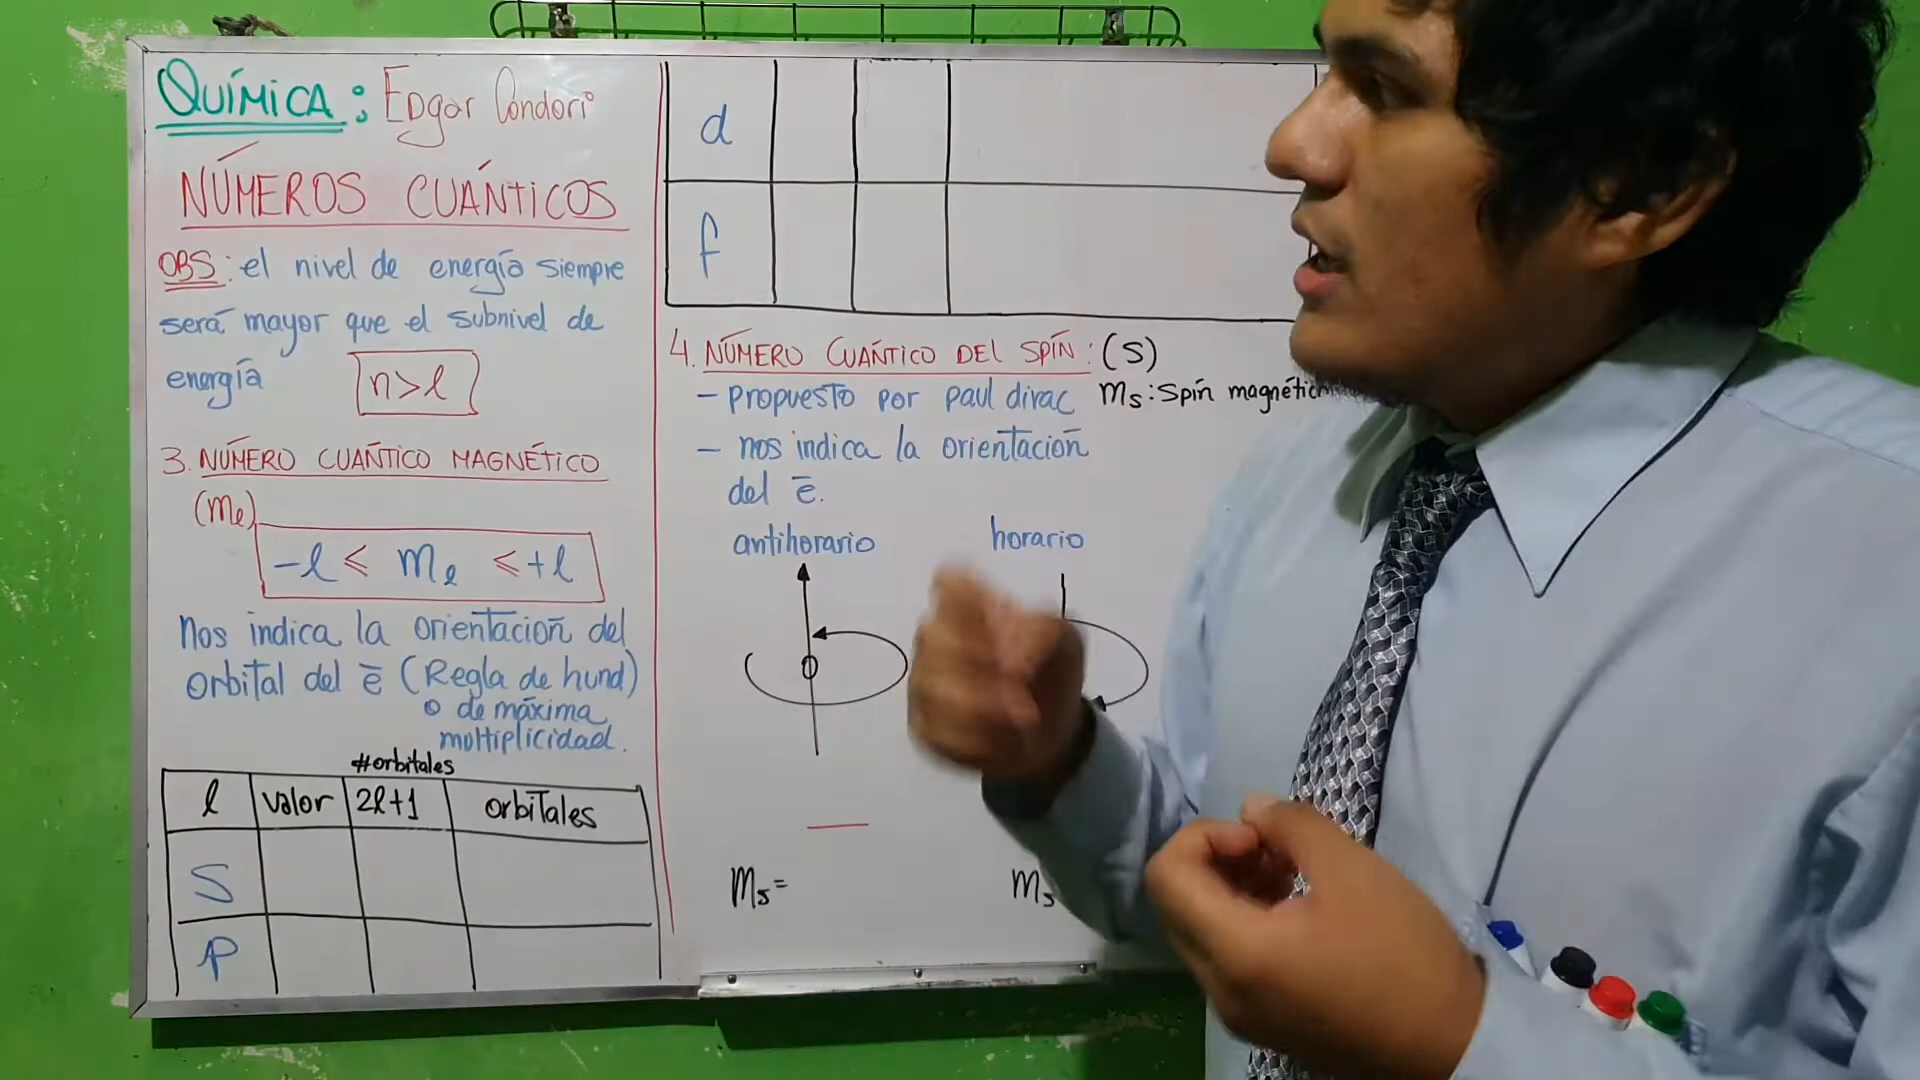 QUÍMICA: Edgar Condori
NÚMEROS CUÁNTICOS
OBS: el nivel de energía siempre
será mayor que el subnivel de
energía n>l
3. NÚMERO CUÁNTICO MAGNÉTICO
(ml)
-l ≤ ml ≤ +l
Nos indica la orientación del
orbital del e̅ (Regla de hund)
o de máxima
multiplicidad.
#orbitales
l valor 2l+1 orbitales
S
P
d
f
4. NÚMERO CUÁNTICO DEL SPÍN: (S)
- propuesto por paul dirac ms: Spín magnético
- nos indica la orientación
del e̅.
antihorario horario
ms= ms